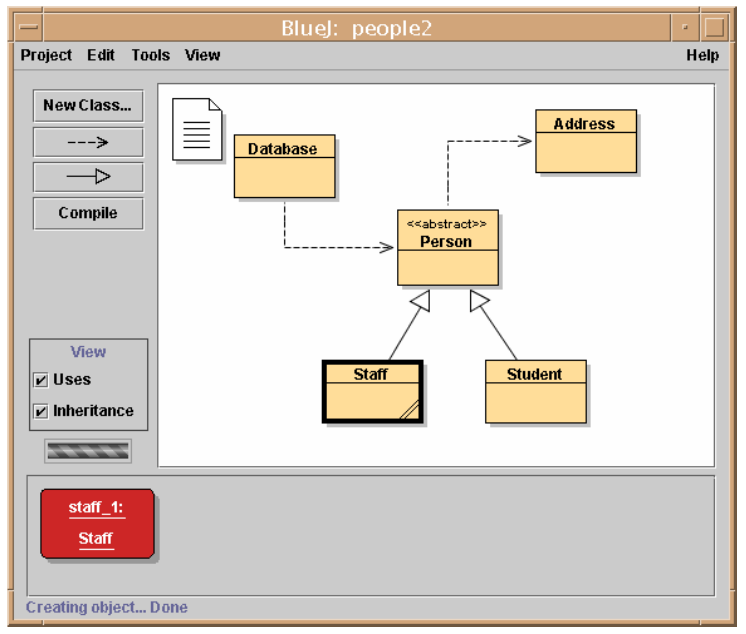 BlueJ: people2
Project Edit Tools View Help
New Class...
Compile
View
Uses
Inheritance
Database
Address
<<abstract>>
Person
Staff
Student
staff_1:
Staff
Creating object... Done